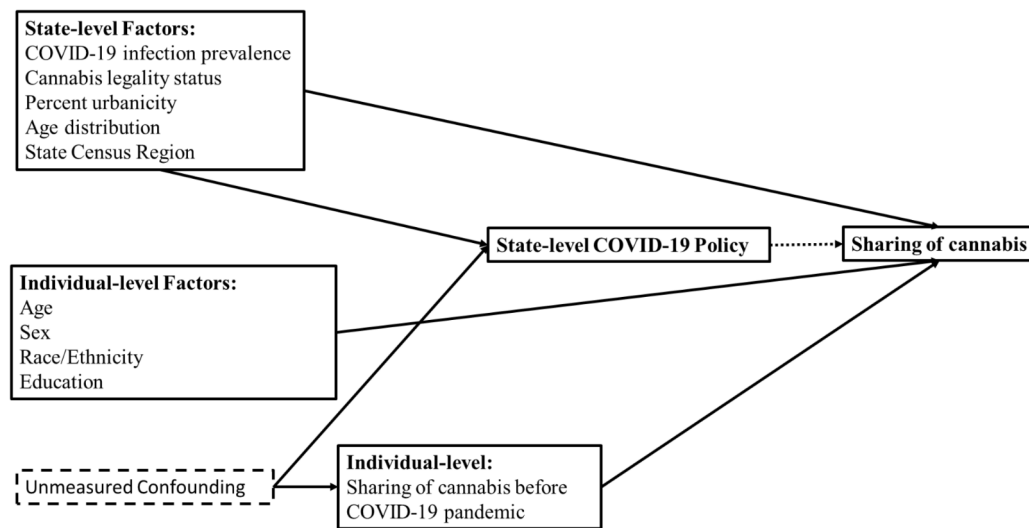 State-level Factors:
COVID-19 infection prevalence
Cannabis legality status
Percent urbanicity
Age distribution
State Census Region
State-level COVID-19 Policy
Sharing of cannabis
Individual-level Factors:
Age
Sex
Race/Ethnicity
Education
Unmeasured Confounding
Individual-level:
Sharing of cannabis before
COVID-19 pandemic